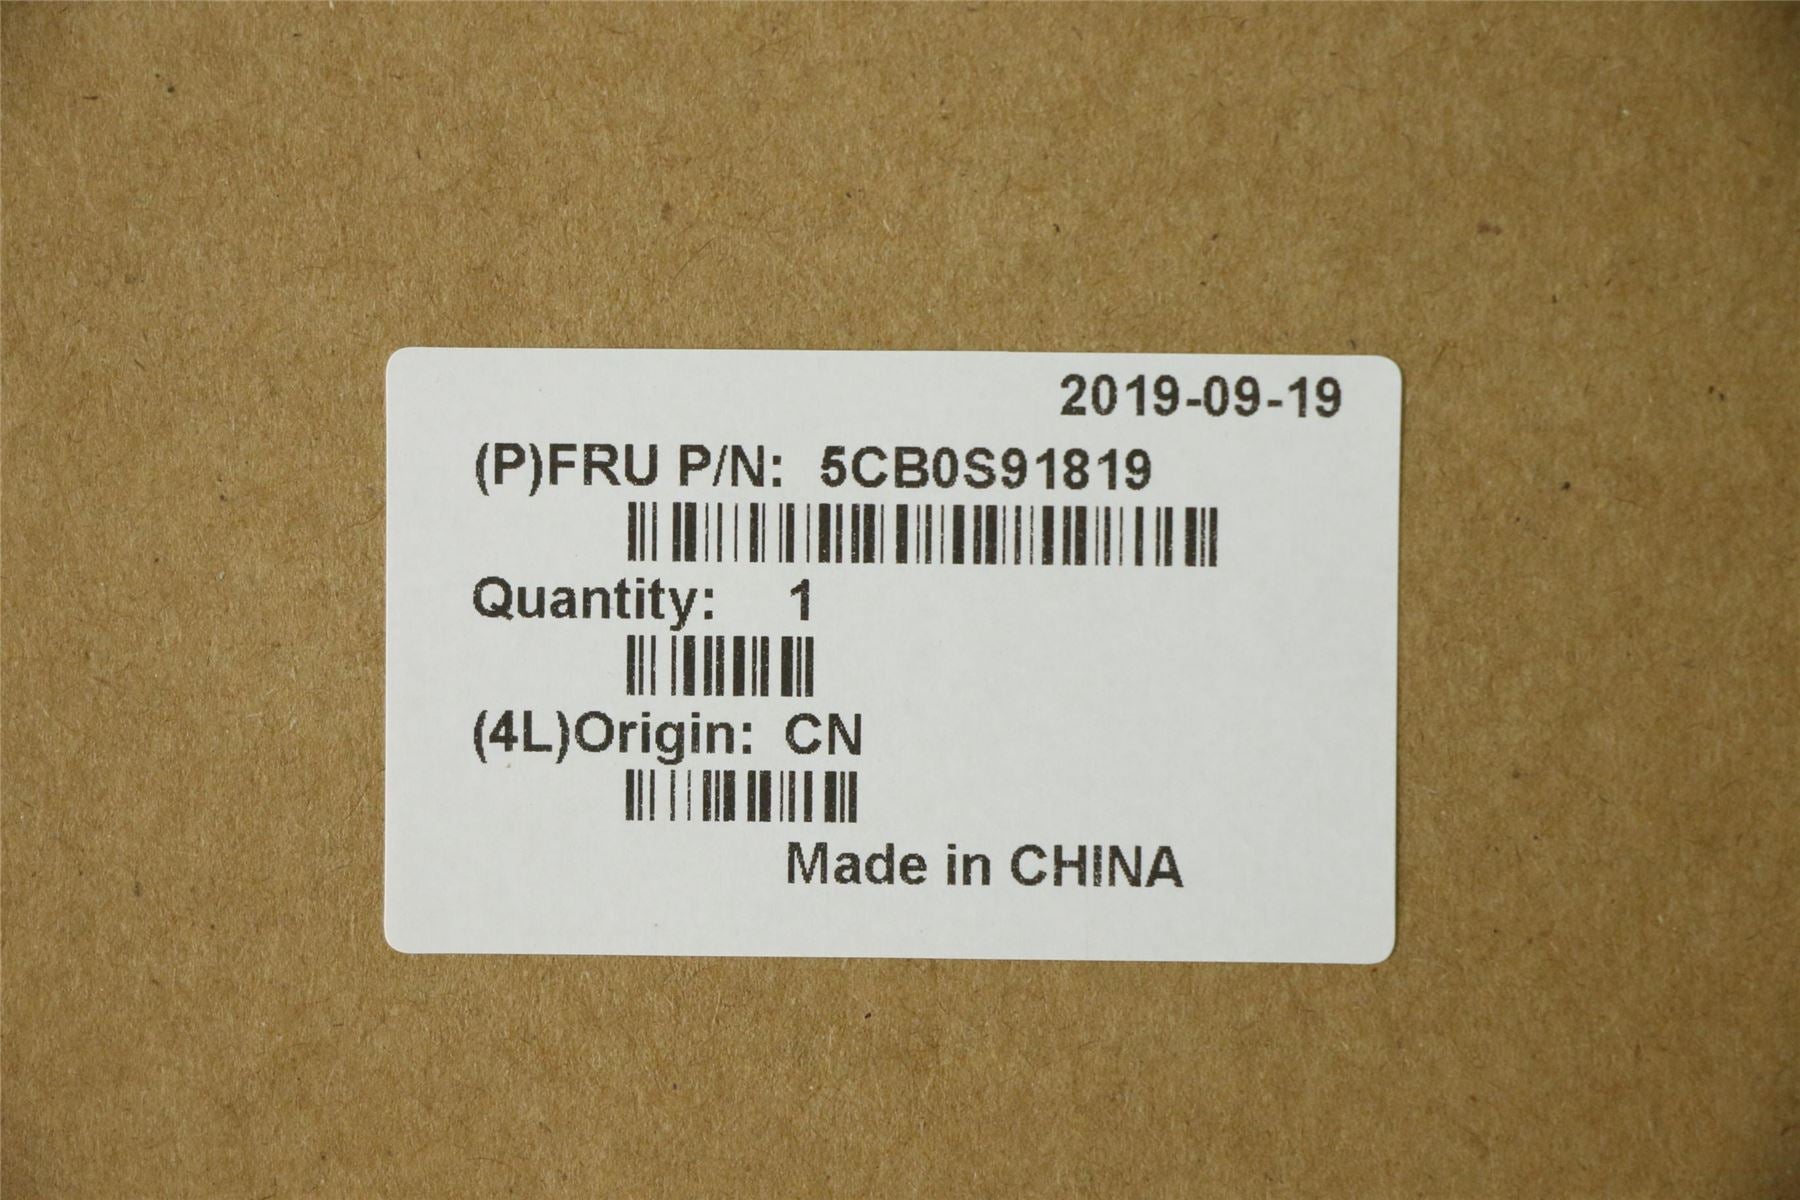 2019-09-19
(P)FRU P/N: 5CB0S91819
Quantity: 1
(4L)Origin: CN
Made in CHINA